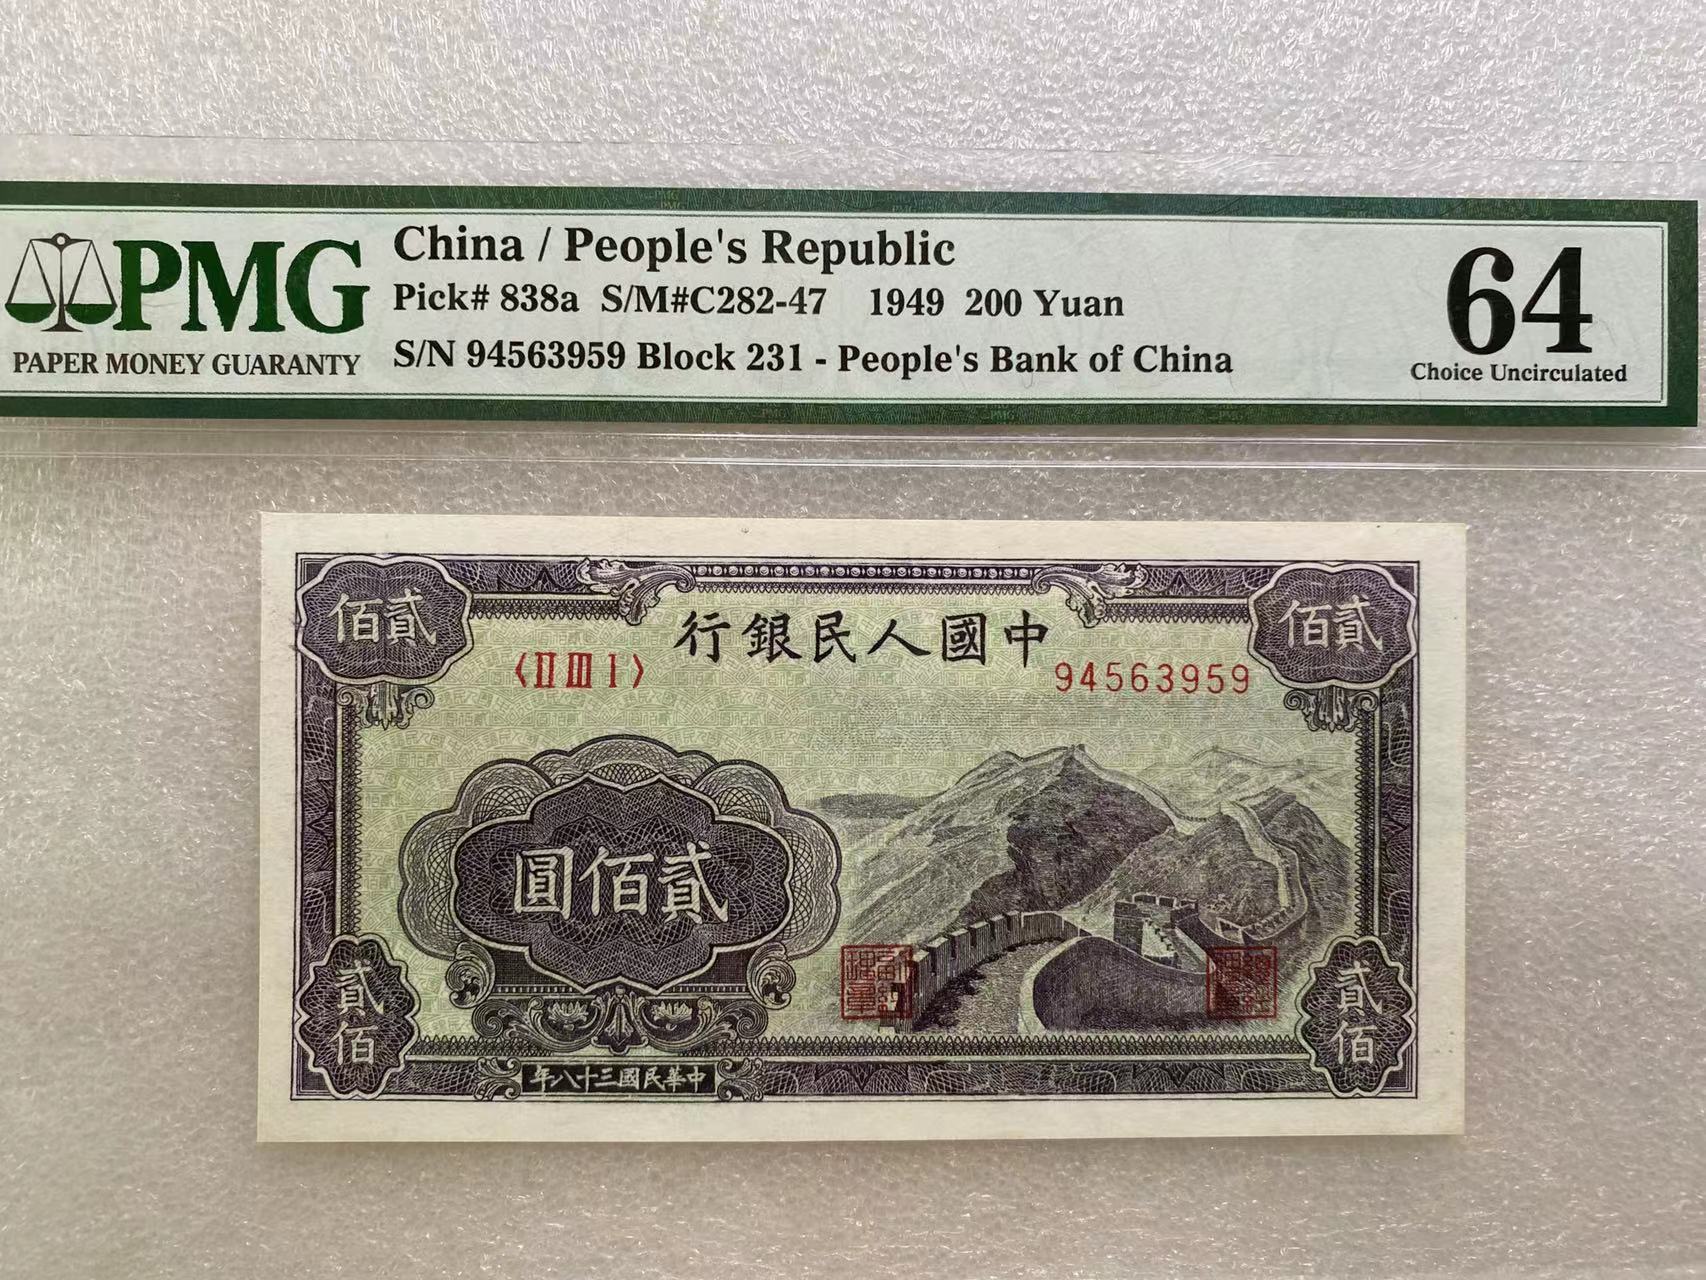 PMG
PAPER MONEY GUARANTY
China / People's Republic
Pick# 838a S/M#C282-47 1949 200 Yuan
S/N 94563959 Block 231 - People's Bank of China
64
Choice Uncirculated
佰貳
行銀民人國中
佰貳
〈II III I〉
94563959
圓佰貳
貳佰
貳佰
年八十三國民華中